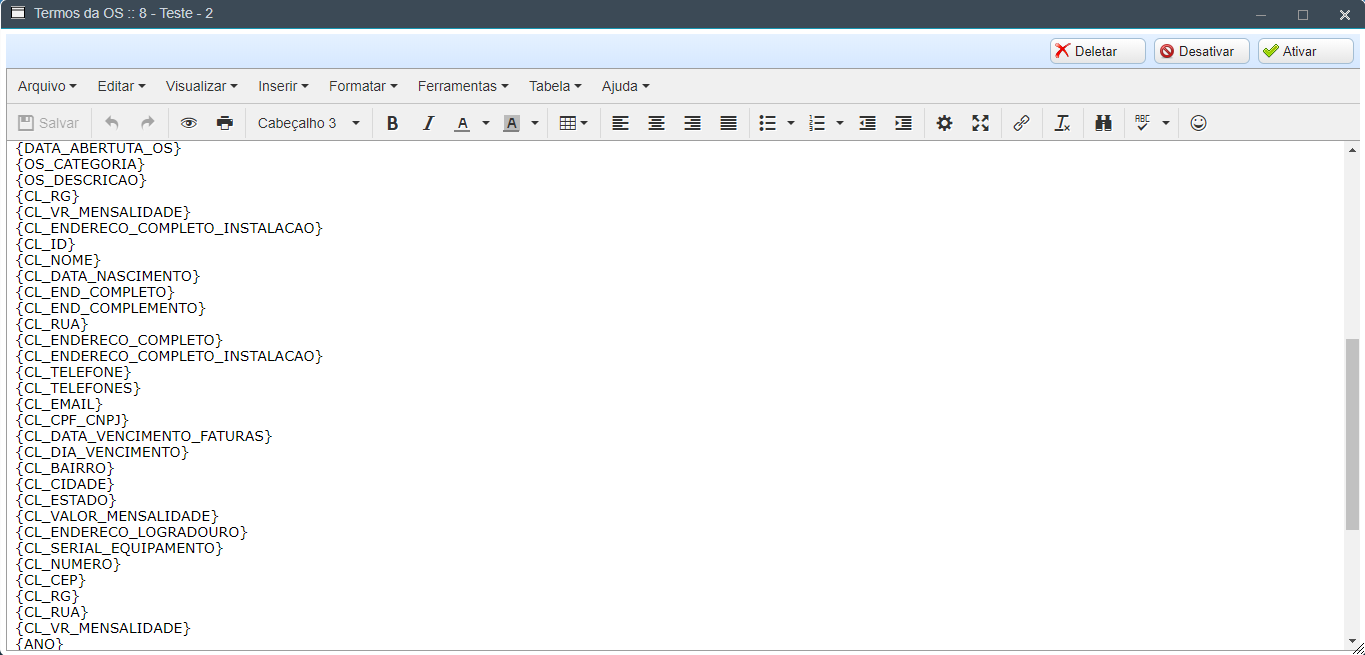 Termos da OS :: 8 - Teste - 2
Deletar Desativar Ativar
Arquivo Editar Visualizar Inserir Formatar Ferramentas Tabela Ajuda
Salvar Cabeçalho 3 B I A A ABC
{DATA_ABERTUTA_OS}
{OS_CATEGORIA}
{OS_DESCRICAO}
{CL_RG}
{CL_VR_MENSALIDADE}
{CL_ENDERECO_COMPLETO_INSTALACAO}
{CL_ID}
{CL_NOME}
{CL_DATA_NASCIMENTO}
{CL_END_COMPLETO}
{CL_END_COMPLEMENTO}
{CL_RUA}
{CL_ENDERECO_COMPLETO}
{CL_ENDERECO_COMPLETO_INSTALACAO}
{CL_TELEFONE}
{CL_TELEFONES}
{CL_EMAIL}
{CL_CPF_CNPJ}
{CL_DATA_VENCIMENTO_FATURAS}
{CL_DIA_VENCIMENTO}
{CL_BAIRRO}
{CL_CIDADE}
{CL_ESTADO}
{CL_VALOR_MENSALIDADE}
{CL_ENDERECO_LOGRADOURO}
{CL_SERIAL_EQUIPAMENTO}
{CL_NUMERO}
{CL_CEP}
{CL_RG}
{CL_RUA}
{CL_VR_MENSALIDADE}
{ANO}